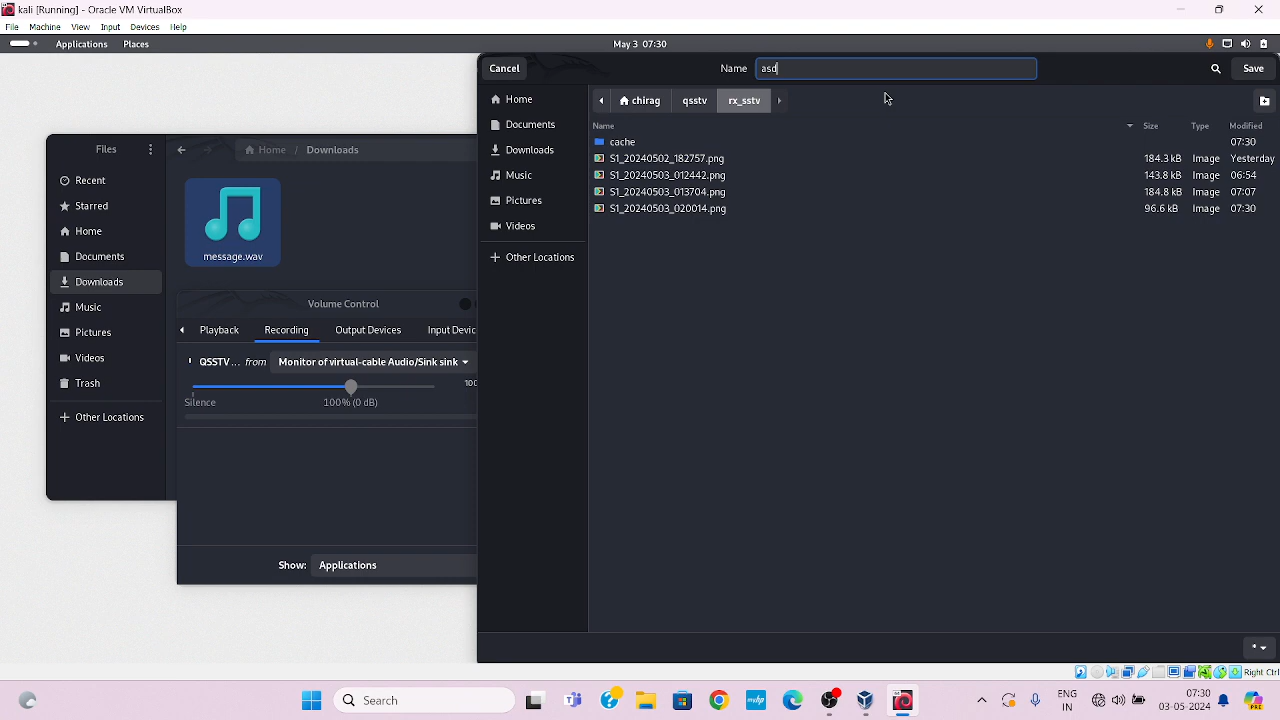 kali [Running] - Oracle VM VirtualBox
File Machine View Input Devices Help
Applications Places May 3 07:30
Cancel Name asd Save
Home chirag qsstv rx_sstv
Documents
Downloads
Music
Pictures
Videos
Other Locations
Name Size Type Modified
cache 07:30
S1_20240502_182757.png 184.3 kB Image Yesterday
S1_20240503_012442.png 143.8 kB Image 06:54
S1_20240503_013704.png 184.8 kB Image 07:07
S1_20240503_020014.png 96.6 kB Image 07:30
Files Home / Downloads
Recent
Starred
Home
Documents
Downloads
Music
Pictures
Videos
Trash
Other Locations
message.wav
Volume Control
Playback Recording Output Devices Input Devic
QSSTV... from Monitor of virtual-cable Audio/Sink sink
100
Silence 100% (0 dB)
Show: Applications
*
Right Ctrl
Search
ENG
IN
07:30
03-05-2024